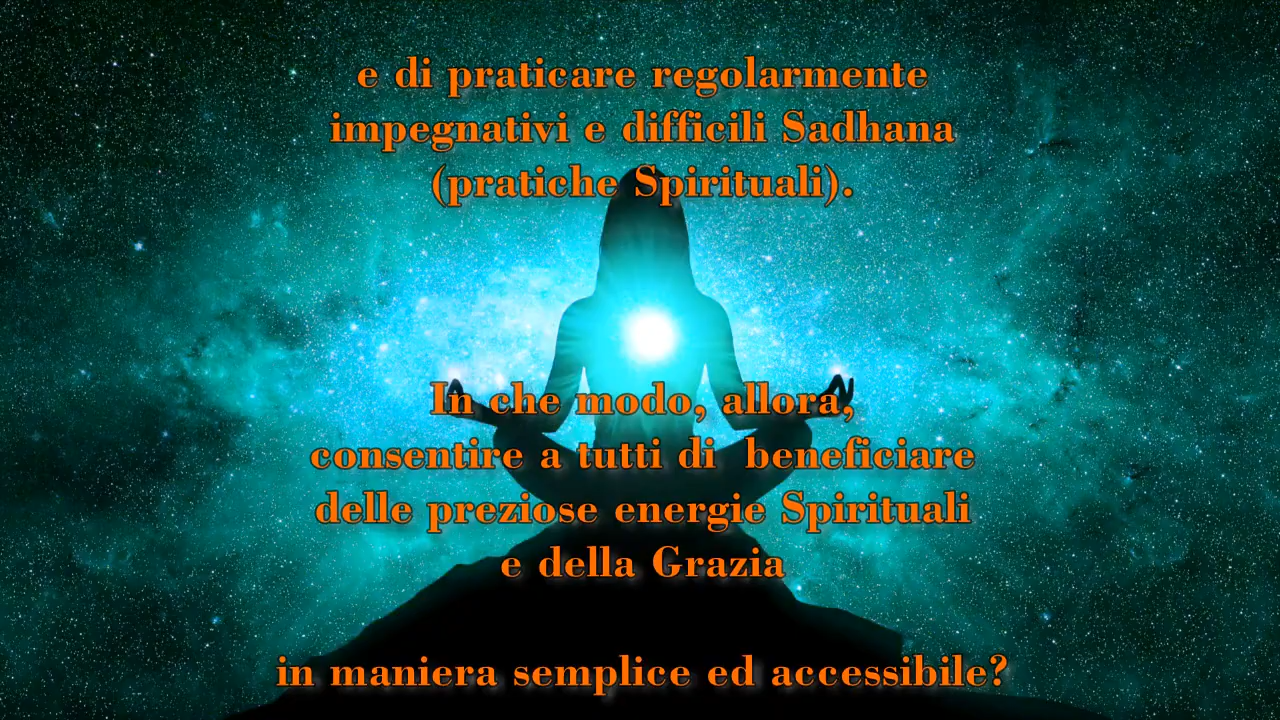 e di praticare regolarmente
impegnativi e difficili Sadhana
(pratiche Spirituali).
In che modo, allora,
consentire a tutti di  beneficiare
delle preziose energie Spirituali
e della Grazia
in maniera semplice ed accessibile?